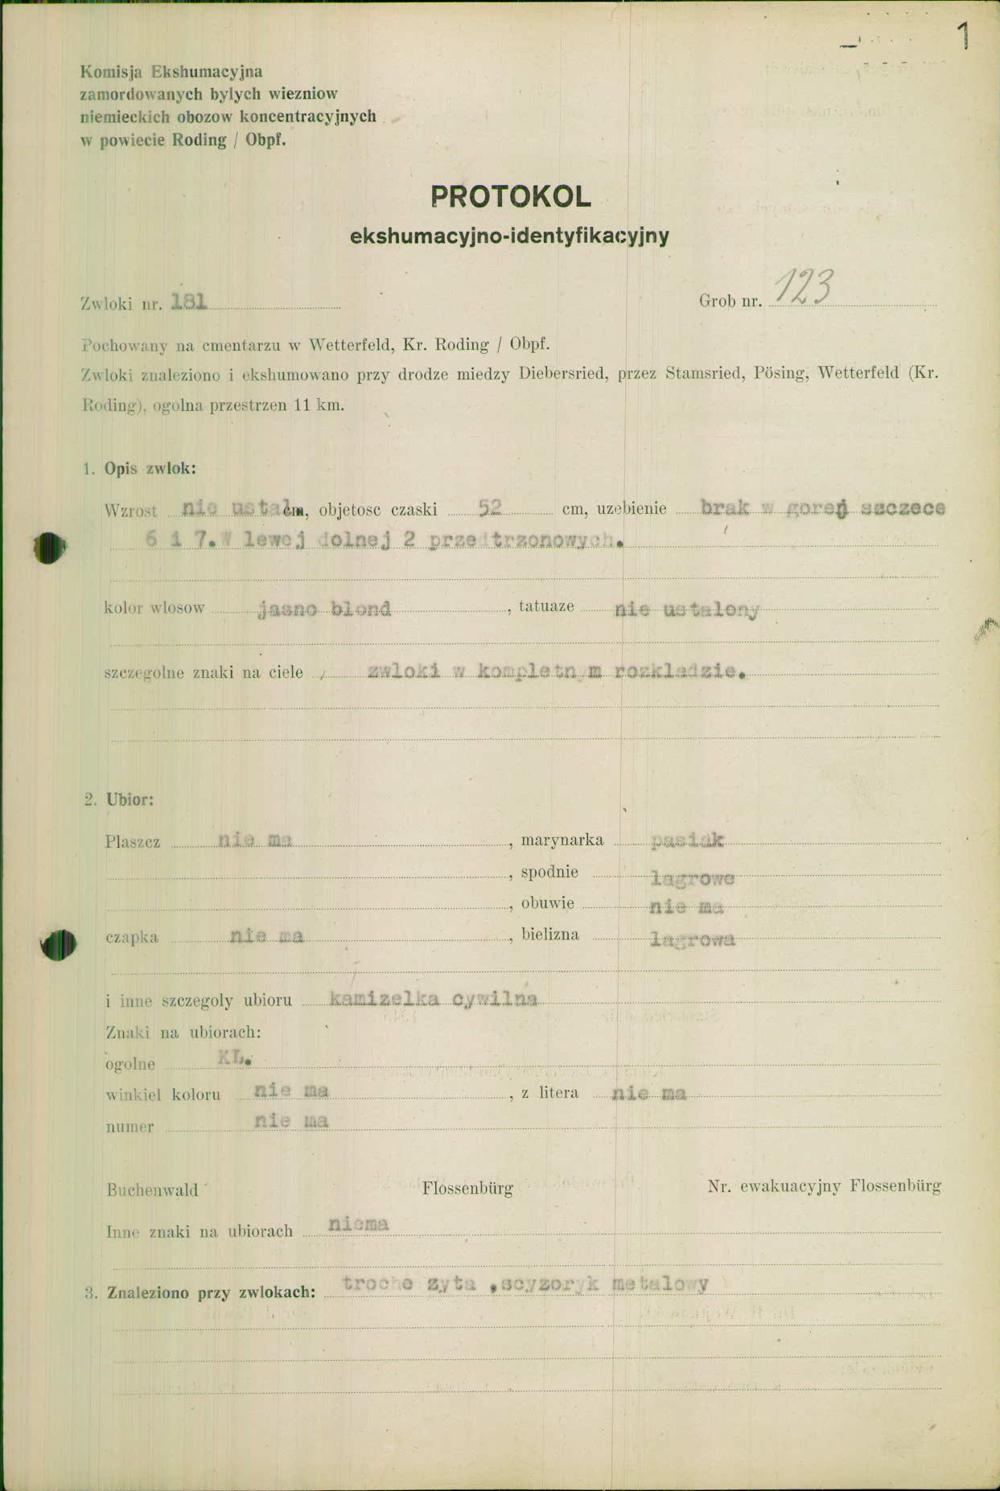 1
Komisja Ekshumacyjna
zamordowanych bylych wiezniow
niemieckich obozow koncentracyjnych
w powiecie Roding / Obpf.
PROTOKOL
ekshumacyjno-identyfikacyjny
Zwloki nr. 181 Grob nr. 123
Pochowany na cmentarzu w Wetterfeld, Kr. Roding / Obpf.
Zwloki znaleziono i ekshumowano przy drodze miedzy Diebersried, przez Stamsried, Pösing, Wetterfeld (Kr.
Roding), ogolna przestrzen 11 km.
1. Opis zwlok:
Wzrost nie ustal. cm, objetosc czaski 52 cm, uzebienie brak w goreń szczece
6 i 7.W lewej dolnej 2 przedtrzonowych.
kolor wlosow jasno blond , tatuaze nie ustalony
szczegolne znaki na ciele zwloki w kompletnym rozkladzie.
2. Ubior:
Plaszcz nie ma , marynarka pasiak
, spodnie lagrowe
, obuwie nie ma
czapka nie ma , bielizna lagrowa
i inne szczegoly ubioru kamizelka cywilna
Znaki na ubiorach:
ogolne KL.
winkiel koloru nie ma , z litera nie ma
numer nie ma
Buchenwald Flossenbürg Nr. ewakuacyjny Flossenbürg
Inne znaki na ubiorach niema
3. Znaleziono przy zwlokach: troche zyta ,scyzoryk metalowy